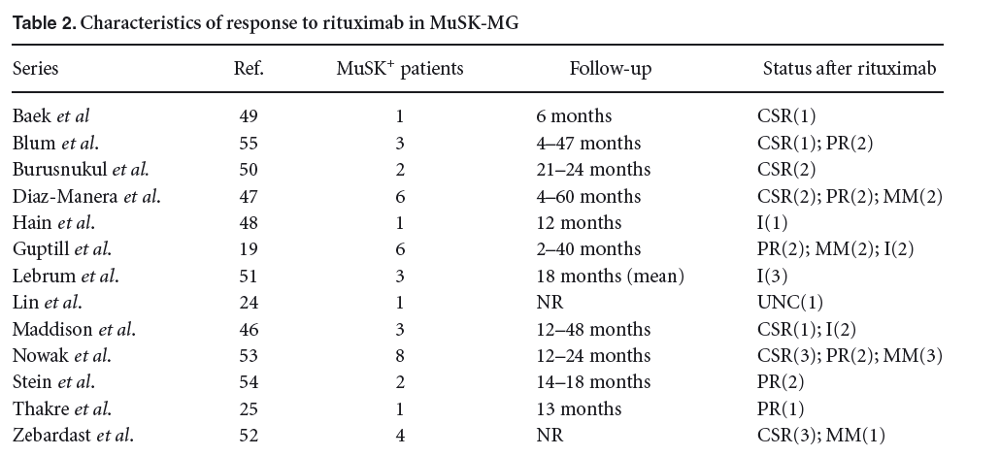 Table 2. Characteristics of response to rituximab in MuSK-MG
Series Ref. MuSK+ patients Follow-up Status after rituximab
Baek et al 49 1 6 months CSR(1)
Blum et al. 55 3 4–47 months CSR(1); PR(2)
Burusnukul et al. 50 2 21–24 months CSR(2)
Diaz-Manera et al. 47 6 4–60 months CSR(2); PR(2); MM(2)
Hain et al. 48 1 12 months I(1)
Guptill et al. 19 6 2–40 months PR(2); MM(2); I(2)
Lebrum et al. 51 3 18 months (mean) I(3)
Lin et al. 24 1 NR UNC(1)
Maddison et al. 46 3 12–48 months CSR(1); I(2)
Nowak et al. 53 8 12–24 months CSR(3); PR(2); MM(3)
Stein et al. 54 2 14–18 months PR(2)
Thakre et al. 25 1 13 months PR(1)
Zebardast et al. 52 4 NR CSR(3); MM(1)